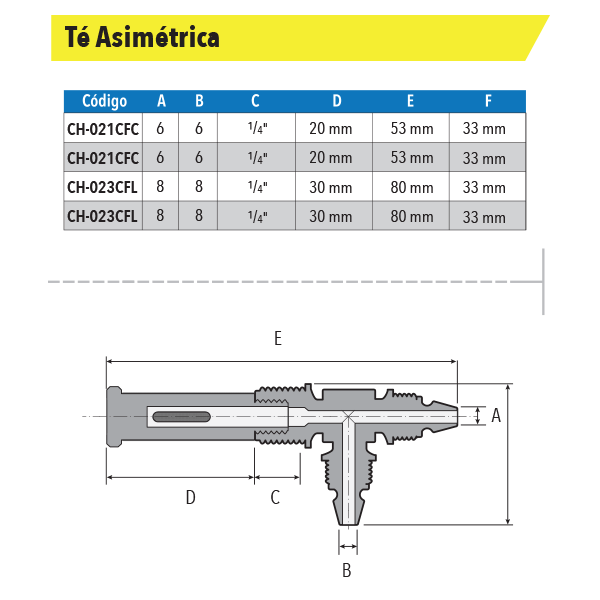 Té Asimétrica
Código A B C D E F
CH-021CFC 6 6 1/4" 20 mm 53 mm 33 mm
CH-021CFC 6 6 1/4" 20 mm 53 mm 33 mm
CH-023CFL 8 8 1/4" 30 mm 80 mm 33 mm
CH-023CFL 8 8 1/4" 30 mm 80 mm 33 mm
E
A
D C
B